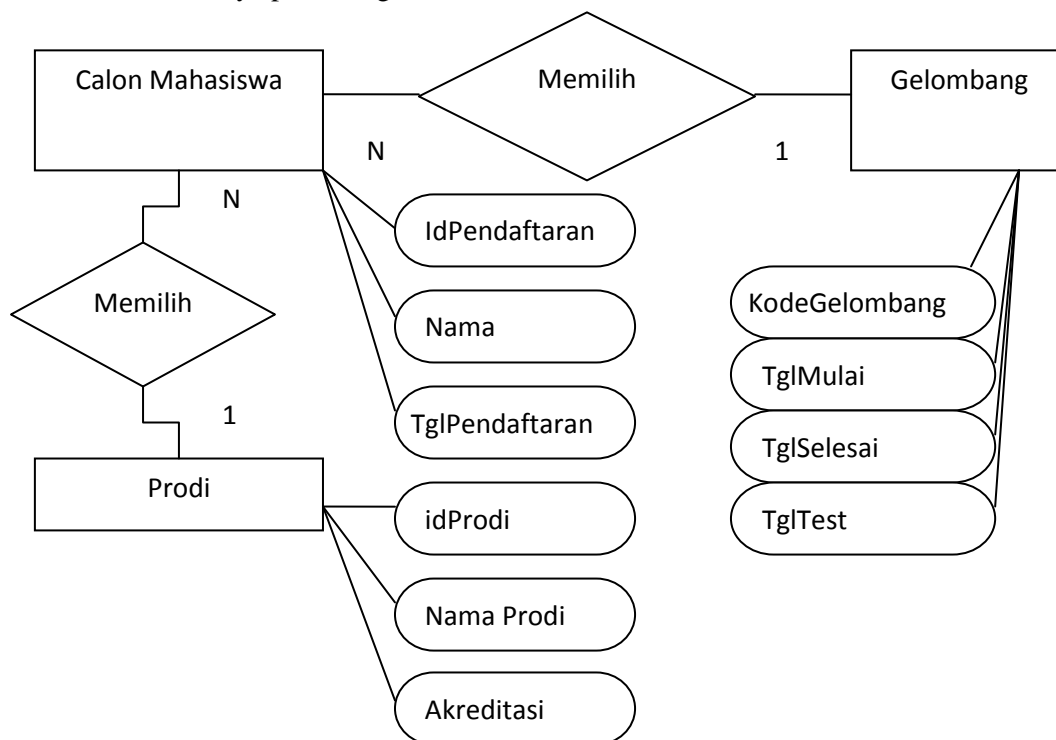 Calon Mahasiswa
Memilih
Gelombang
N
1
N
IdPendaftaran
Memilih
KodeGelombang
Nama
TglMulai
1
TglPendaftaran
TglSelesai
Prodi
idProdi
TglTest
Nama Prodi
Akreditasi